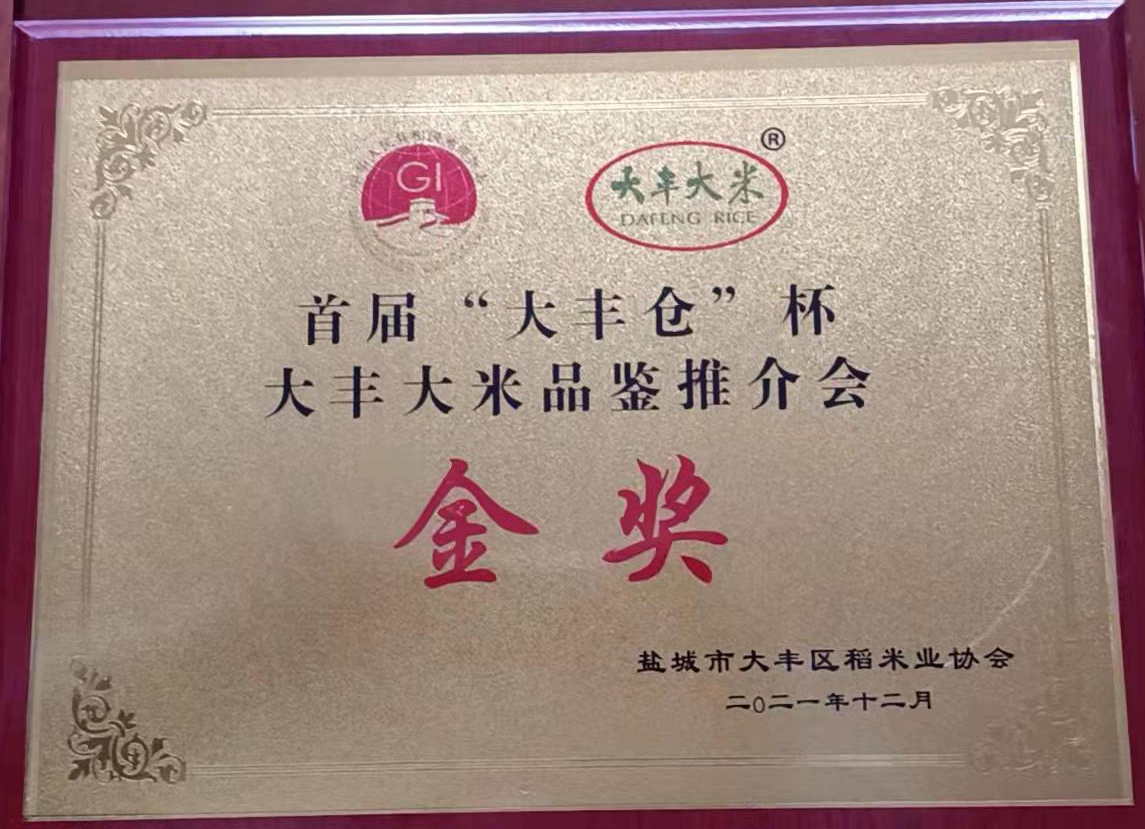 GI
大丰大米®
DAFENG RICE
首届“大丰仓”杯
大丰大米品鉴推介会
金奖
盐城市大丰区稻米业协会
二〇二一年十二月